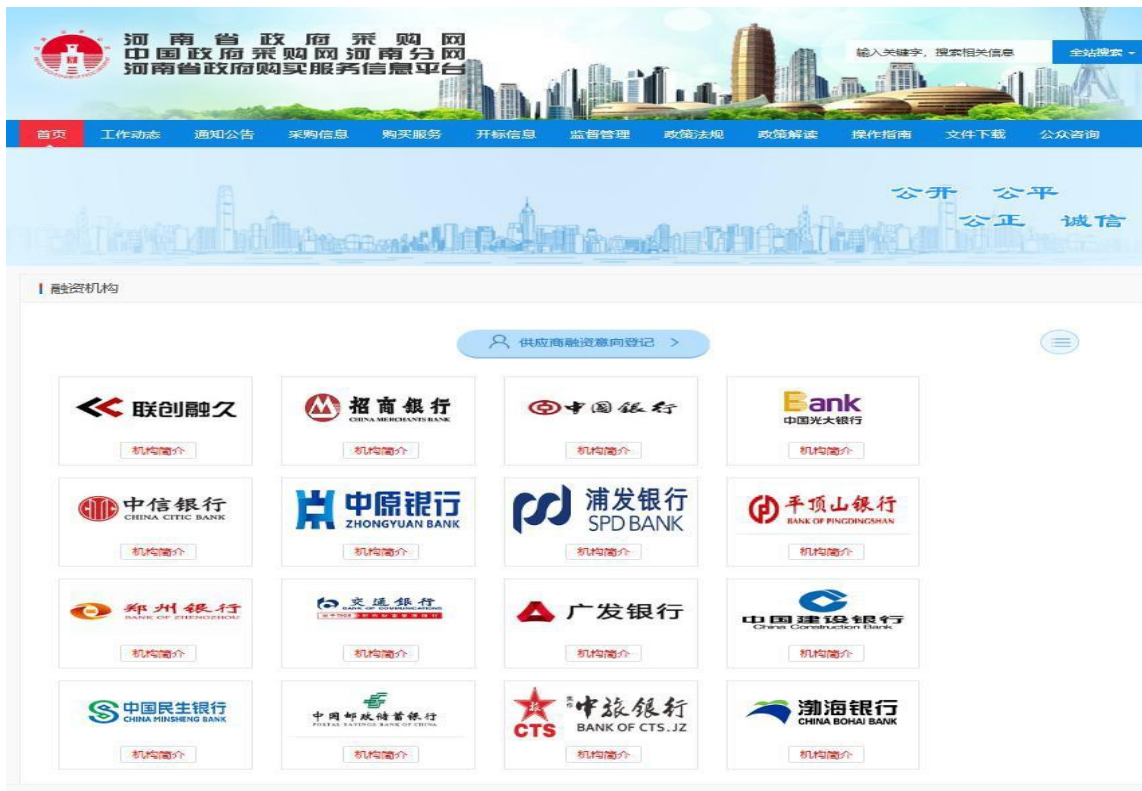 河南省政府采购网
中国政府采购网河南分网
河南省政府购买服务信息平台
输入关键字，搜索相关信息 全站搜索
首页 工作动态 通知公告 采购信息 购买服务 开标信息 监督管理 政策法规 政策解读 操作指南 文件下载 公众咨询
公开 公平
公正 诚信
融资机构
供应商融资意向登记 >
联创融久 招商银行 中国银行 Bank
CHINA MERCHANTS BANK 中国光大银行
机构简介 机构简介 机构简介 机构简介
中信银行 中原银行 浦发银行 平顶山银行
CHINA CITIC BANK ZHONGYUAN BANK SPD BANK BANK OF PINGDINGSHAN
机构简介 机构简介 机构简介 机构简介
郑州银行 交通銀行 广发银行 中国建设银行
BANK OF ZHENGZHOU BANK OF COMMUNICATIONS China Construction Bank
机构简介 机构简介 机构简介 机构简介
中国民生银行 中国邮政储蓄银行 焦作中旅银行 渤海银行
CHINA MINSHENG BANK POSTAL SAVINGS BANK OF CHINA CTS BANK OF CTS.JZ CHINA BOHAI BANK
机构简介 机构简介 机构简介 机构简介